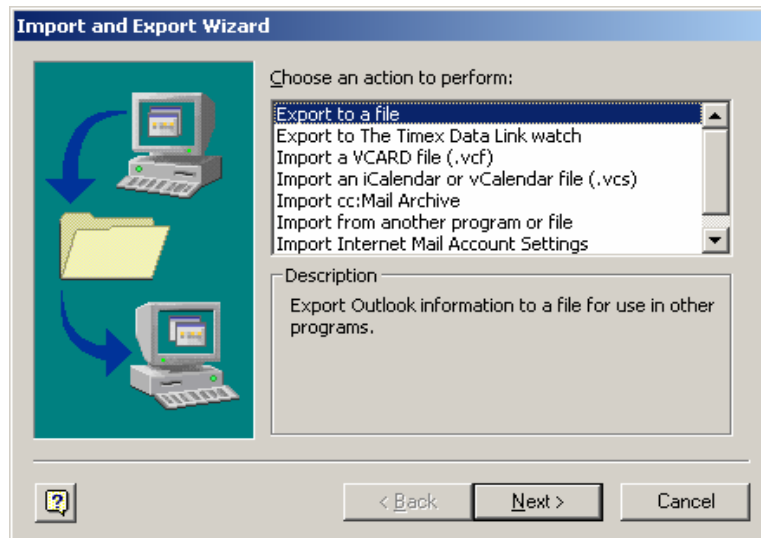 Import and Export Wizard
Choose an action to perform:
Export to a file
Export to The Timex Data Link watch
Import a VCARD file (.vcf)
Import an iCalendar or vCalendar file (.vcs)
Import cc:Mail Archive
Import from another program or file
Import Internet Mail Account Settings
Description
Export Outlook information to a file for use in other
programs.
?
< Back
Next >
Cancel